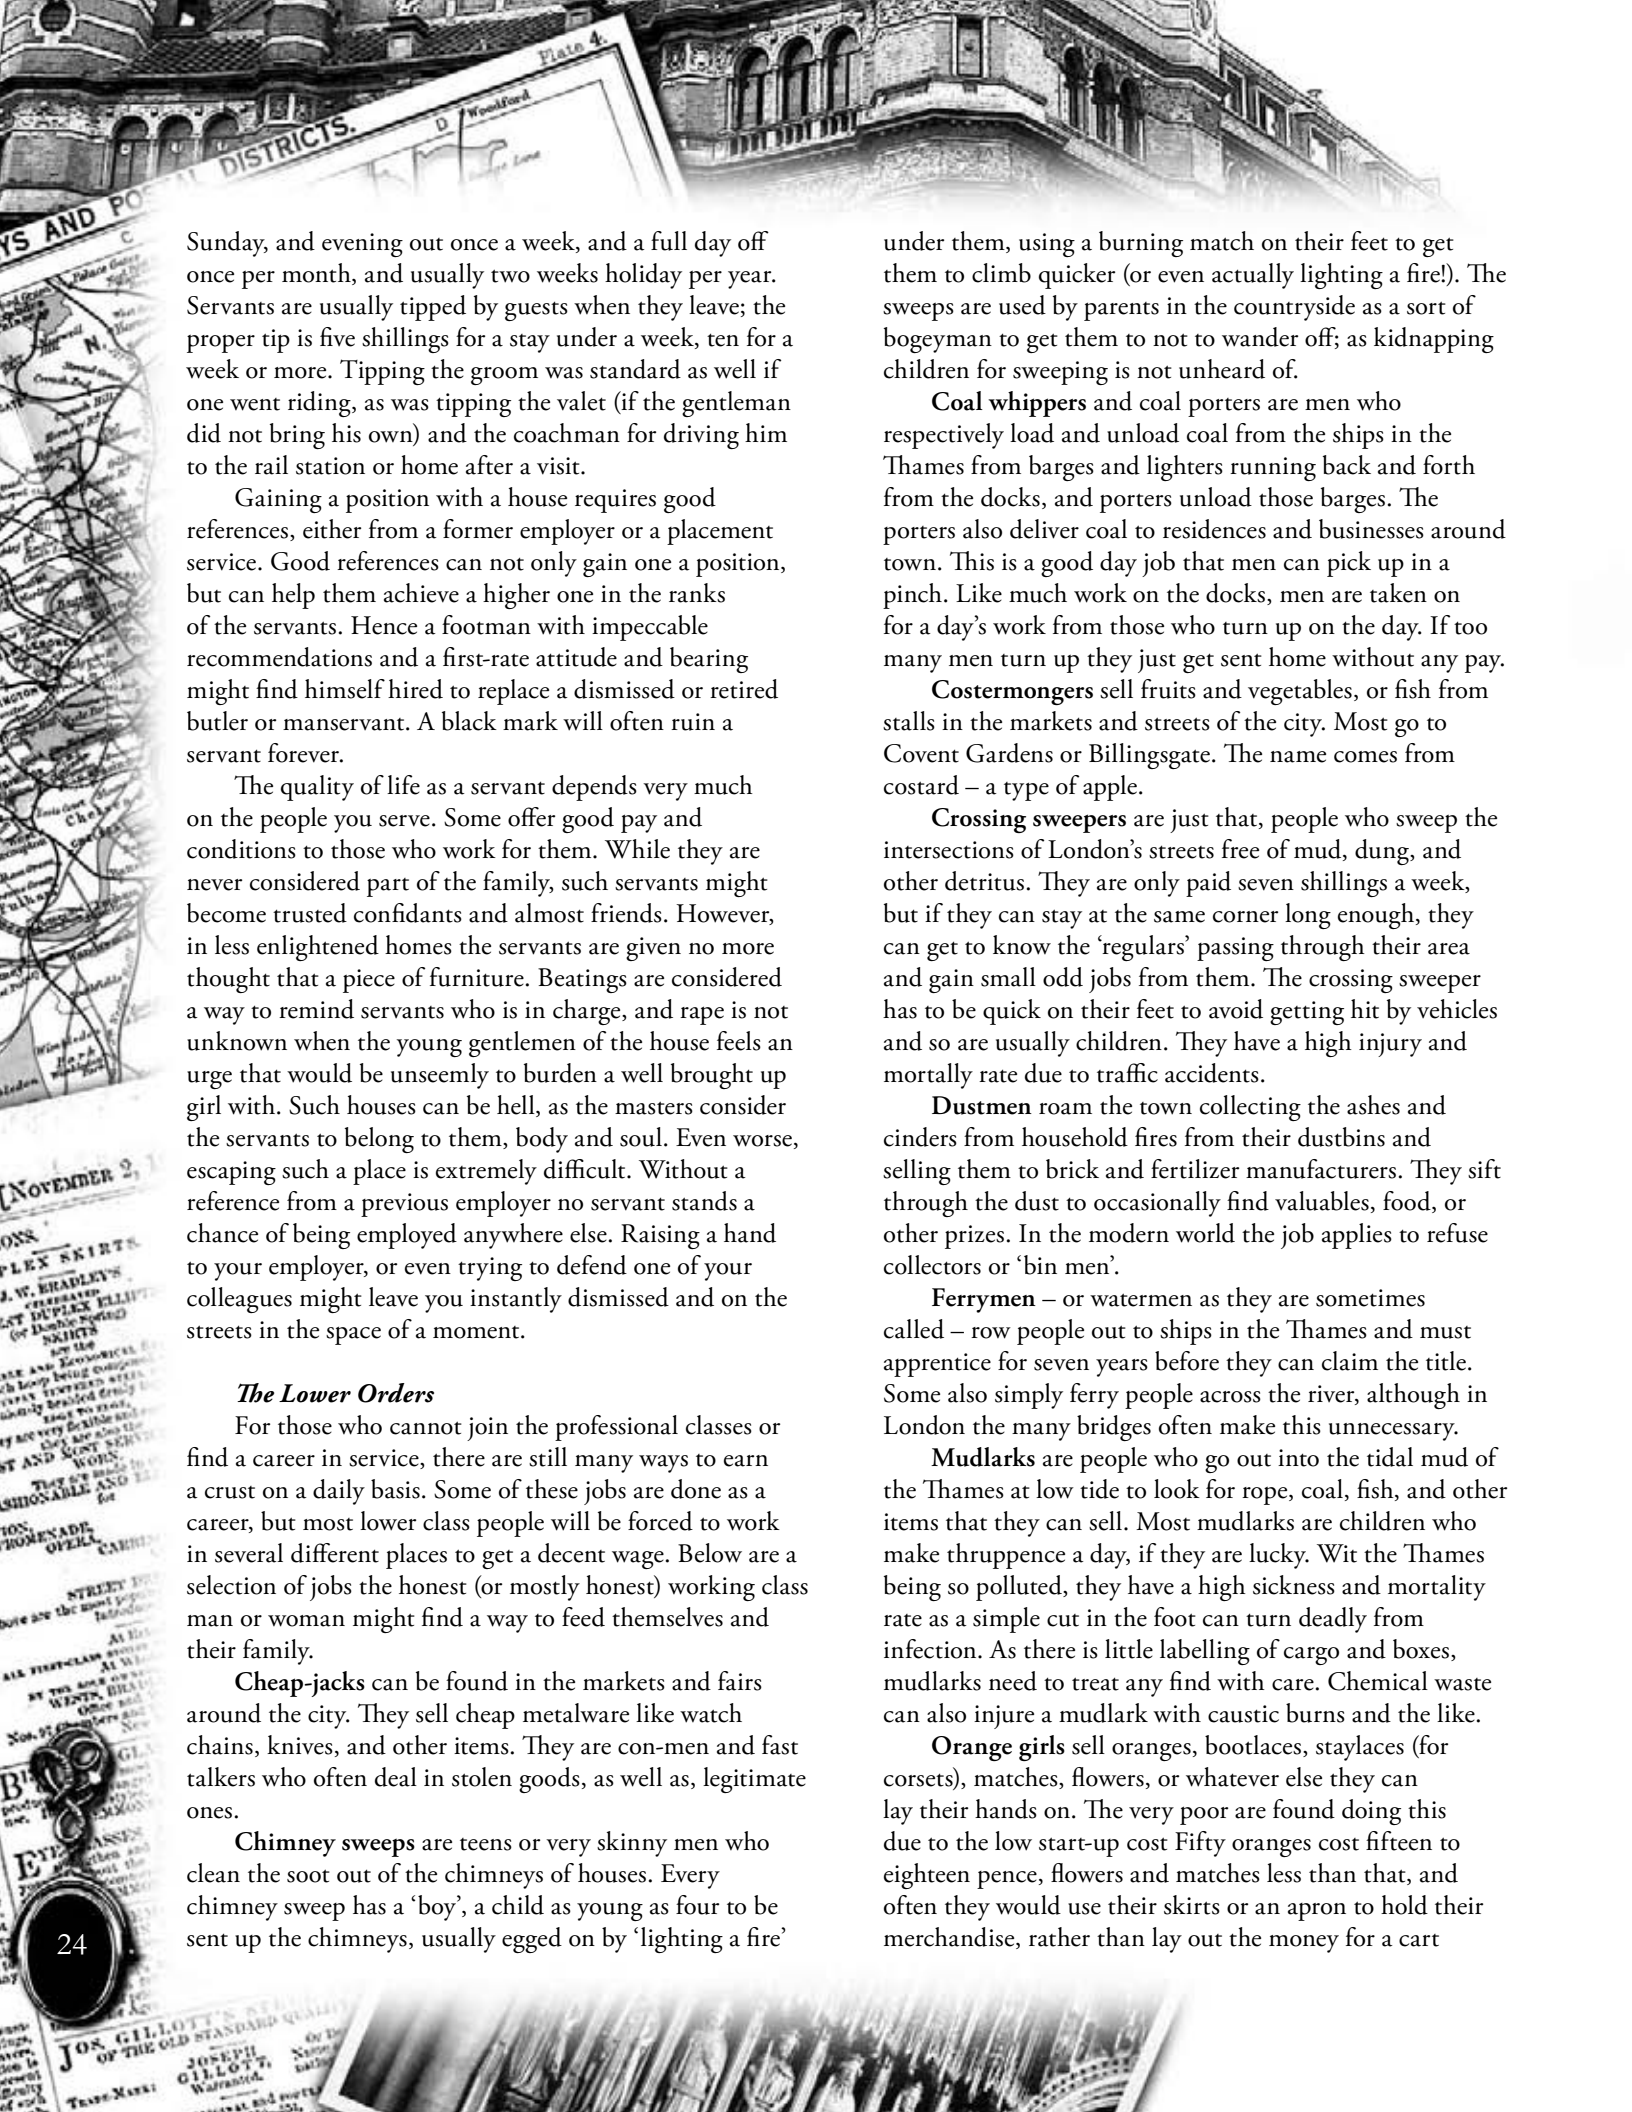 Plate 4.
D
Woodford
DISTRICTS.
YS AND PO
C
N.
Sunday, and evening out once a week, and a full day off
once per month, and usually two weeks holiday per year.
Servants are usually tipped by guests when they leave; the
proper tip is five shillings for a stay under a week, ten for a
week or more. Tipping the groom was standard as well if
one went riding, as was tipping the valet (if the gentleman
did not bring his own) and the coachman for driving him
to the rail station or home after a visit.
Gaining a position with a house requires good
references, either from a former employer or a placement
service. Good references can not only gain one a position,
but can help them achieve a higher one in the ranks
of the servants. Hence a footman with impeccable
recommendations and a first-rate attitude and bearing
might find himself hired to replace a dismissed or retired
butler or manservant. A black mark will often ruin a
servant forever.
The quality of life as a servant depends very much
on the people you serve. Some offer good pay and
conditions to those who work for them. While they are
never considered part of the family, such servants might
become trusted confidants and almost friends. However,
in less enlightened homes the servants are given no more
thought that a piece of furniture. Beatings are considered
a way to remind servants who is in charge, and rape is not
unknown when the young gentlemen of the house feels an
urge that would be unseemly to burden a well brought up
girl with. Such houses can be hell, as the masters consider
the servants to belong to them, body and soul. Even worse,
escaping such a place is extremely difficult. Without a
reference from a previous employer no servant stands a
chance of being employed anywhere else. Raising a hand
to your employer, or even trying to defend one of your
colleagues might leave you instantly dismissed and on the
streets in the space of a moment.
The Lower Orders
For those who cannot join the professional classes or
find a career in service, there are still many ways to earn
a crust on a daily basis. Some of these jobs are done as a
career, but most lower class people will be forced to work
in several different places to get a decent wage. Below are a
selection of jobs the honest (or mostly honest) working class
man or woman might find a way to feed themselves and
their family.
Cheap-jacks can be found in the markets and fairs
around the city. They sell cheap metalware like watch
chains, knives, and other items. They are con-men and fast
talkers who often deal in stolen goods, as well as, legitimate
ones.
Chimney sweeps are teens or very skinny men who
clean the soot out of the chimneys of houses. Every
chimney sweep has a ‘boy’, a child as young as four to be
sent up the chimneys, usually egged on by ‘lighting a fire’
under them, using a burning match on their feet to get
them to climb quicker (or even actually lighting a fire!). The
sweeps are used by parents in the countryside as a sort of
bogeyman to get them to not to wander off; as kidnapping
children for sweeping is not unheard of.
Coal whippers and coal porters are men who
respectively load and unload coal from the ships in the
Thames from barges and lighters running back and forth
from the docks, and porters unload those barges. The
porters also deliver coal to residences and businesses around
town. This is a good day job that men can pick up in a
pinch. Like much work on the docks, men are taken on
for a day’s work from those who turn up on the day. If too
many men turn up they just get sent home without any pay.
Costermongers sell fruits and vegetables, or fish from
stalls in the markets and streets of the city. Most go to
Covent Gardens or Billingsgate. The name comes from
costard – a type of apple.
Crossing sweepers are just that, people who sweep the
intersections of London’s streets free of mud, dung, and
other detritus. They are only paid seven shillings a week,
but if they can stay at the same corner long enough, they
can get to know the ‘regulars’ passing through their area
and gain small odd jobs from them. The crossing sweeper
has to be quick on their feet to avoid getting hit by vehicles
and so are usually children. They have a high injury and
mortally rate due to traffic accidents.
Dustmen roam the town collecting the ashes and
cinders from household fires from their dustbins and
selling them to brick and fertilizer manufacturers. They sift
through the dust to occasionally find valuables, food, or
other prizes. In the modern world the job applies to refuse
collectors or ‘bin men’.
Ferrymen – or watermen as they are sometimes
called – row people out to ships in the Thames and must
apprentice for seven years before they can claim the title.
Some also simply ferry people across the river, although in
London the many bridges often make this unnecessary.
Mudlarks are people who go out into the tidal mud of
the Thames at low tide to look for rope, coal, fish, and other
items that they can sell. Most mudlarks are children who
make thruppence a day, if they are lucky. Wit the Thames
being so polluted, they have a high sickness and mortality
rate as a simple cut in the foot can turn deadly from
infection. As there is little labelling of cargo and boxes,
mudlarks need to treat any find with care. Chemical waste
can also injure a mudlark with caustic burns and the like.
Orange girls sell oranges, bootlaces, staylaces (for
corsets), matches, flowers, or whatever else they can
lay their hands on. The very poor are found doing this
due to the low start-up cost Fifty oranges cost fifteen to
eighteen pence, flowers and matches less than that, and
often they would use their skirts or an apron to hold their
merchandise, rather than lay out the money for a cart
[NOVEMBER 2,
PLEX SKIRTS
J. W. BRADLEY'S
SKIRTS
WORN.
OPERA,
STREET
24
JOS. GILLOTT'S
OF THE OLD STANDARD QUALITY
JOSEPH
GILLOTT,
Warranted.
TRADE MARK: